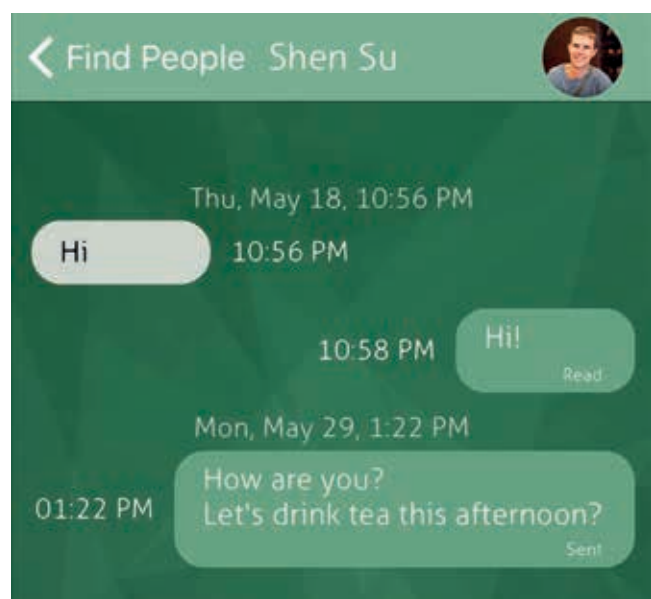 Find People Shen Su
Thu, May 18, 10:56 PM
Hi 10:56 PM
10:58 PM Hi!
Read
Mon, May 29, 1:22 PM
How are you?
01:22 PM Let's drink tea this afternoon?
Sent